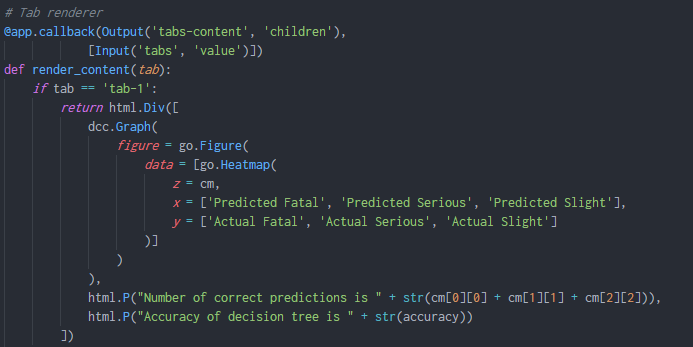 # Tab renderer
@app.callback(Output('tabs-content', 'children'),
              [Input('tabs', 'value')])
def render_content(tab):
    if tab == 'tab-1':
        return html.Div([
            dcc.Graph(
                figure = go.Figure(
                    data = [go.Heatmap(
                        z = cm,
                        x = ['Predicted Fatal', 'Predicted Serious', 'Predicted Slight'],
                        y = ['Actual Fatal', 'Actual Serious', 'Actual Slight']
                    )]
                )
            ),
            html.P("Number of correct predictions is " + str(cm[0][0] + cm[1][1] + cm[2][2])),
            html.P("Accuracy of decision tree is " + str(accuracy))
        ])